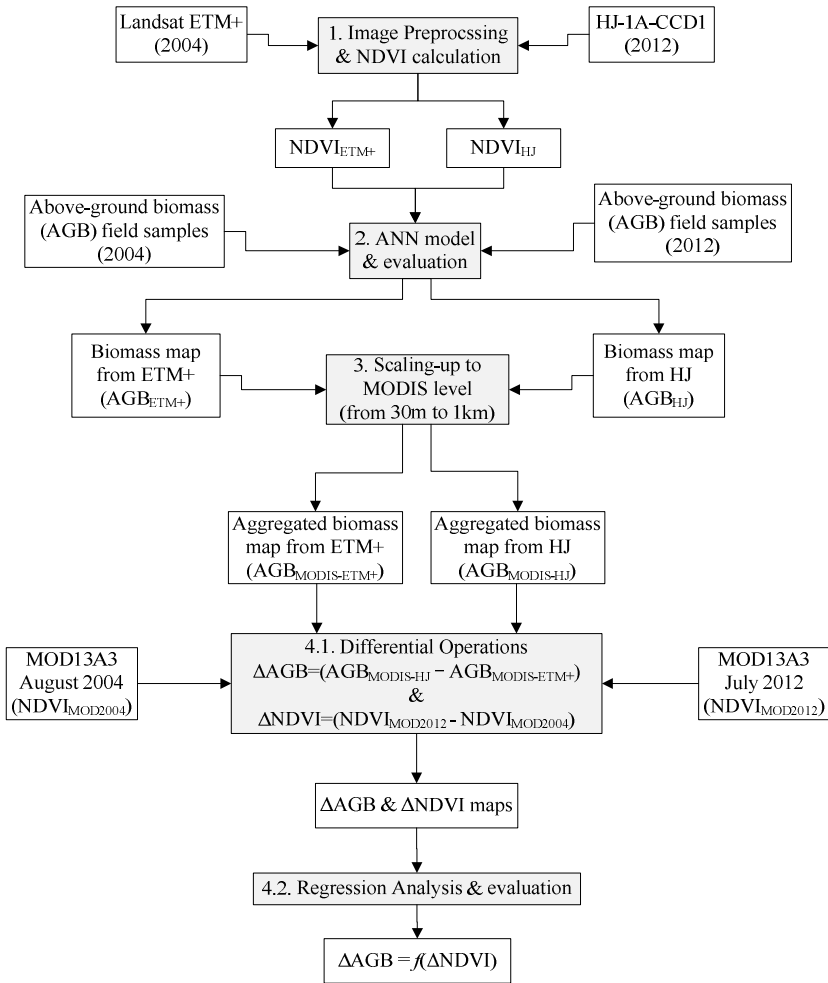 Landsat ETM+
(2004)
1. Image Preprocssing
& NDVI calculation
HJ-1A-CCD1
(2012)
NDVIETM+
NDVIHJ
Above-ground biomass
(AGB) field samples
(2004)
2. ANN model
& evaluation
Above-ground biomass
(AGB) field samples
(2012)
Biomass map
from ETM+
(AGBETM+)
3. Scaling-up to
MODIS level
(from 30m to 1km)
Biomass map
from HJ
(AGBHJ)
Aggregated biomass
map from ETM+
(AGBMODIS-ETM+)
Aggregated biomass
map from HJ
(AGBMODIS-HJ)
MOD13A3
August 2004
(NDVIMOD2004)
4.1. Differential Operations
ΔAGB=(AGBMODIS-HJ – AGBMODIS-ETM+)
&
ΔNDVI=(NDVIMOD2012 - NDVIMOD2004)
MOD13A3
July 2012
(NDVIMOD2012)
ΔAGB & ΔNDVI maps
4.2. Regression Analysis & evaluation
ΔAGB = f(ΔNDVI)